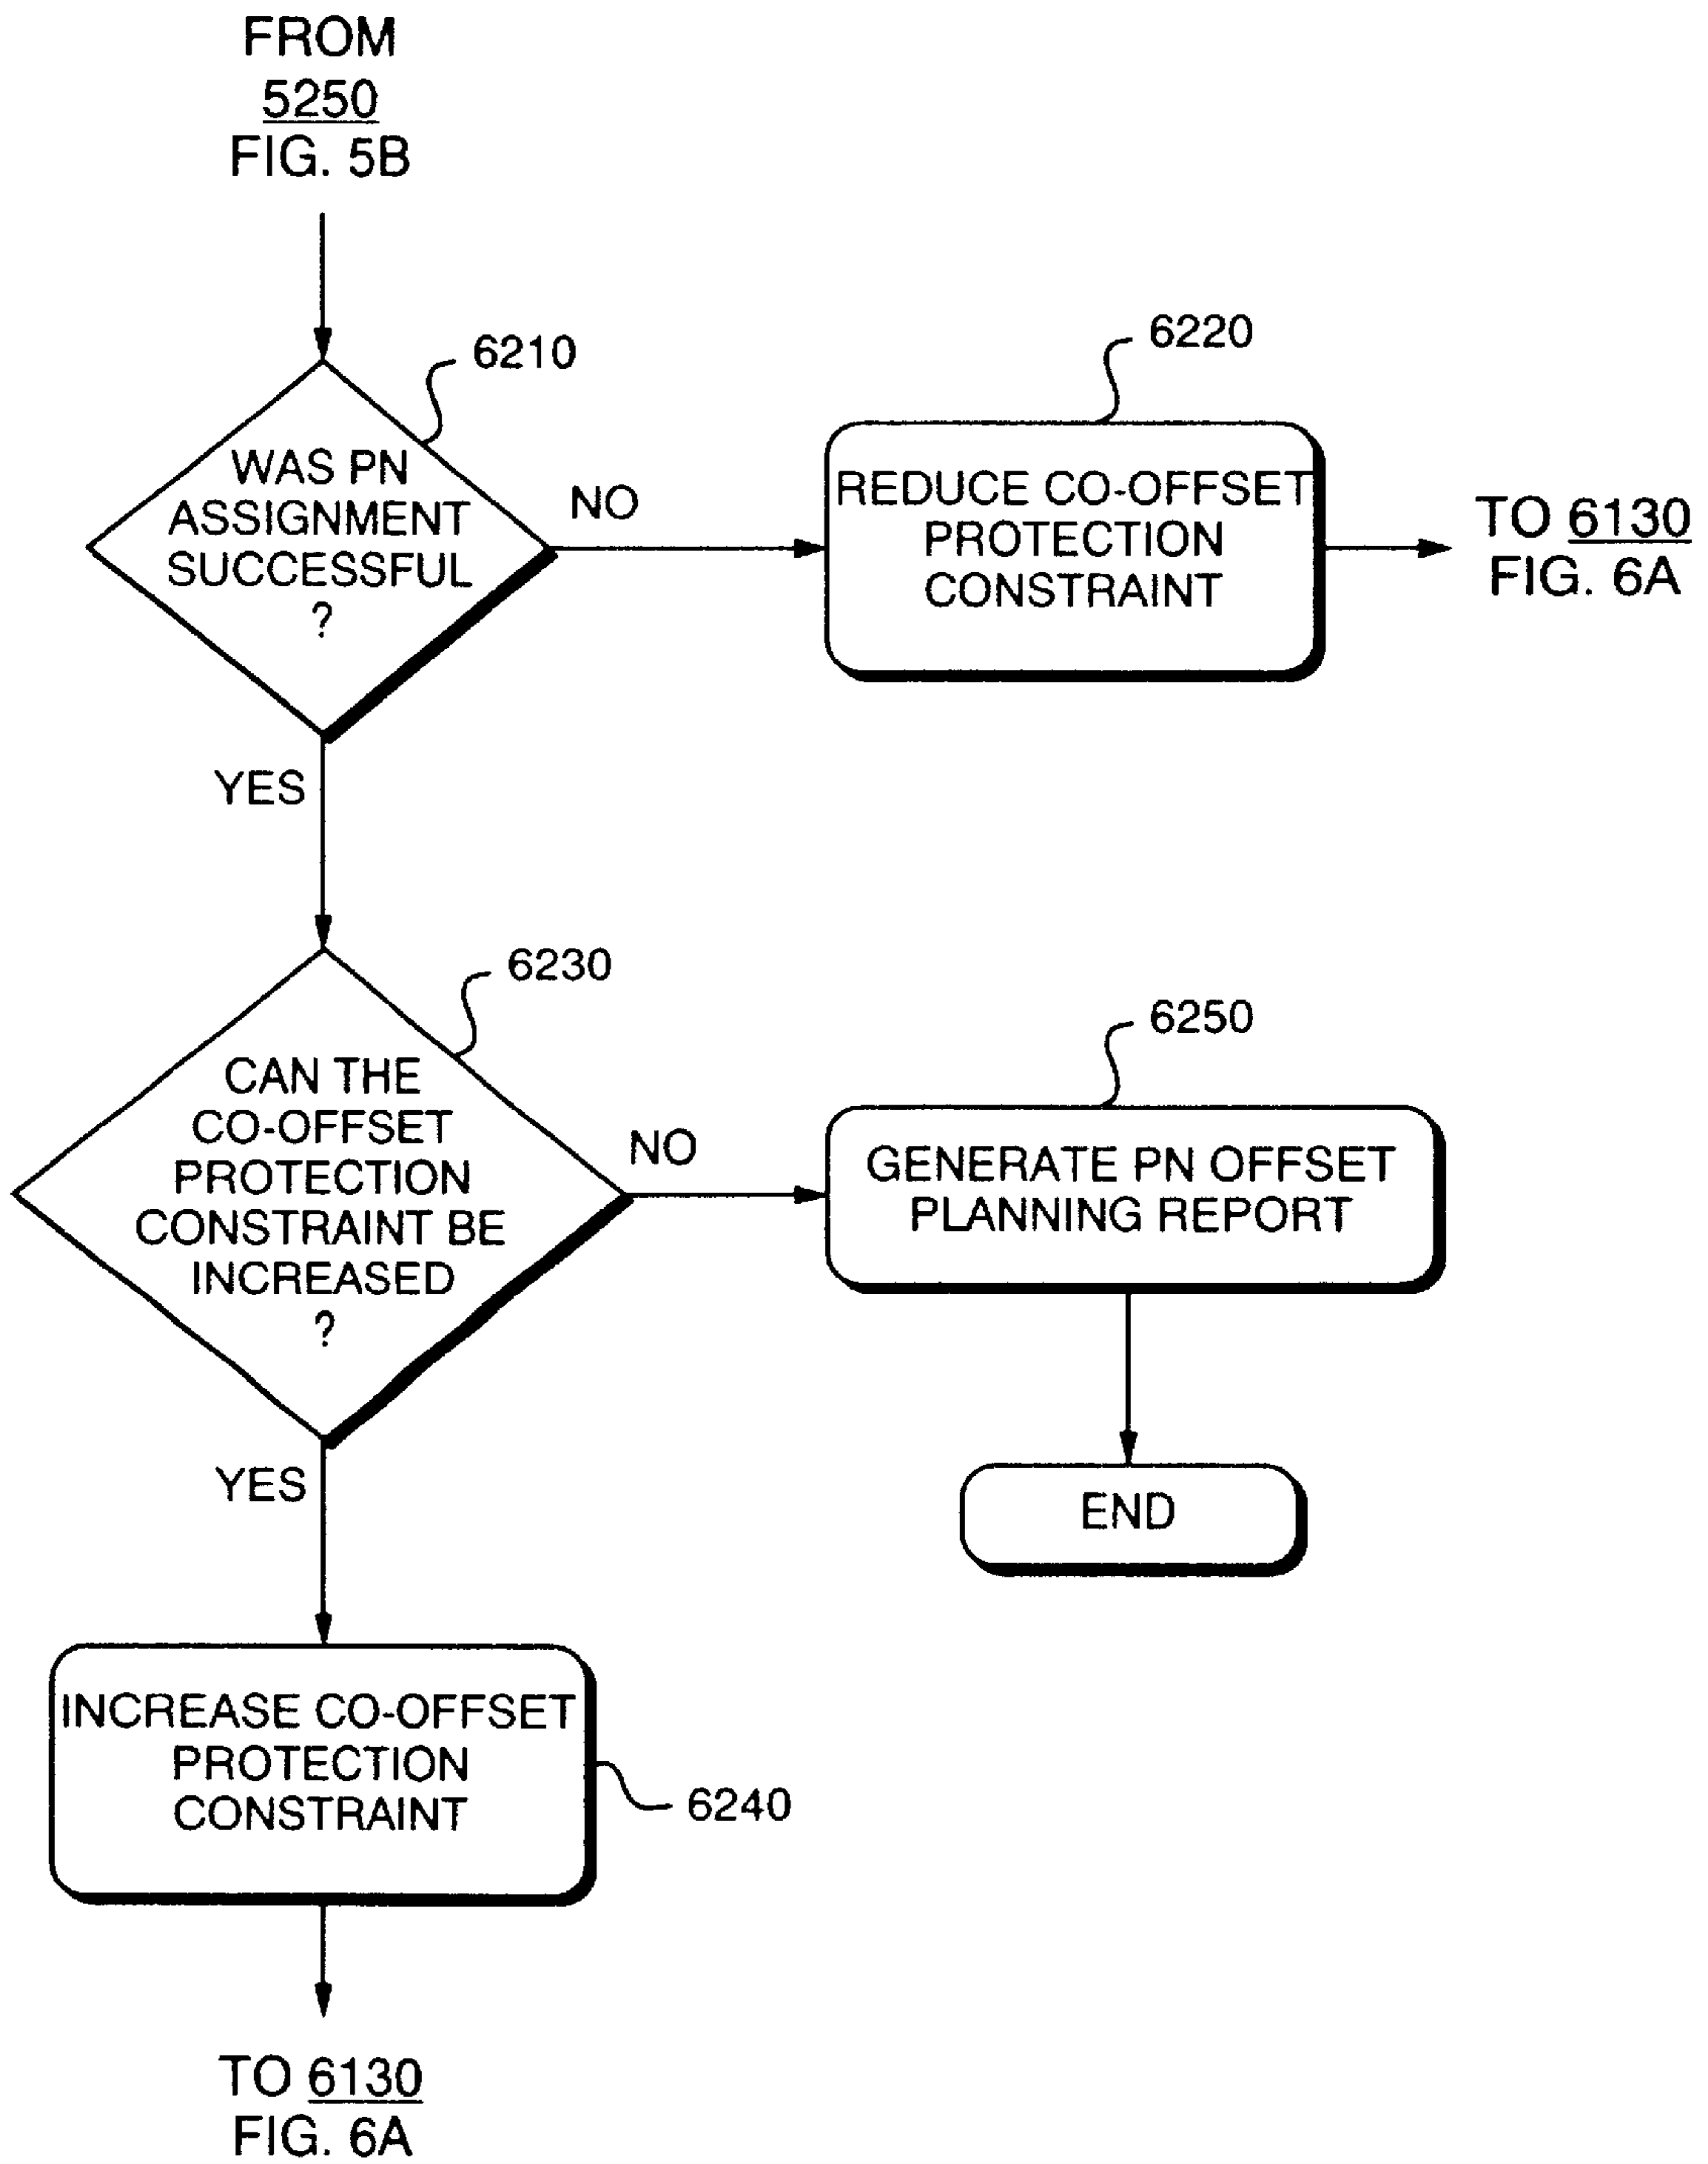 FROM
5250
FIG. 5B
6210
WAS PN
ASSIGNMENT
SUCCESSFUL
?
NO
6220
REDUCE CO-OFFSET
PROTECTION
CONSTRAINT
TO 6130
FIG. 6A
YES
6230
CAN THE
CO-OFFSET
PROTECTION
CONSTRAINT BE
INCREASED
?
NO
6250
GENERATE PN OFFSET
PLANNING REPORT
END
YES
INCREASE CO-OFFSET
PROTECTION
CONSTRAINT
6240
TO 6130
FIG. 6A